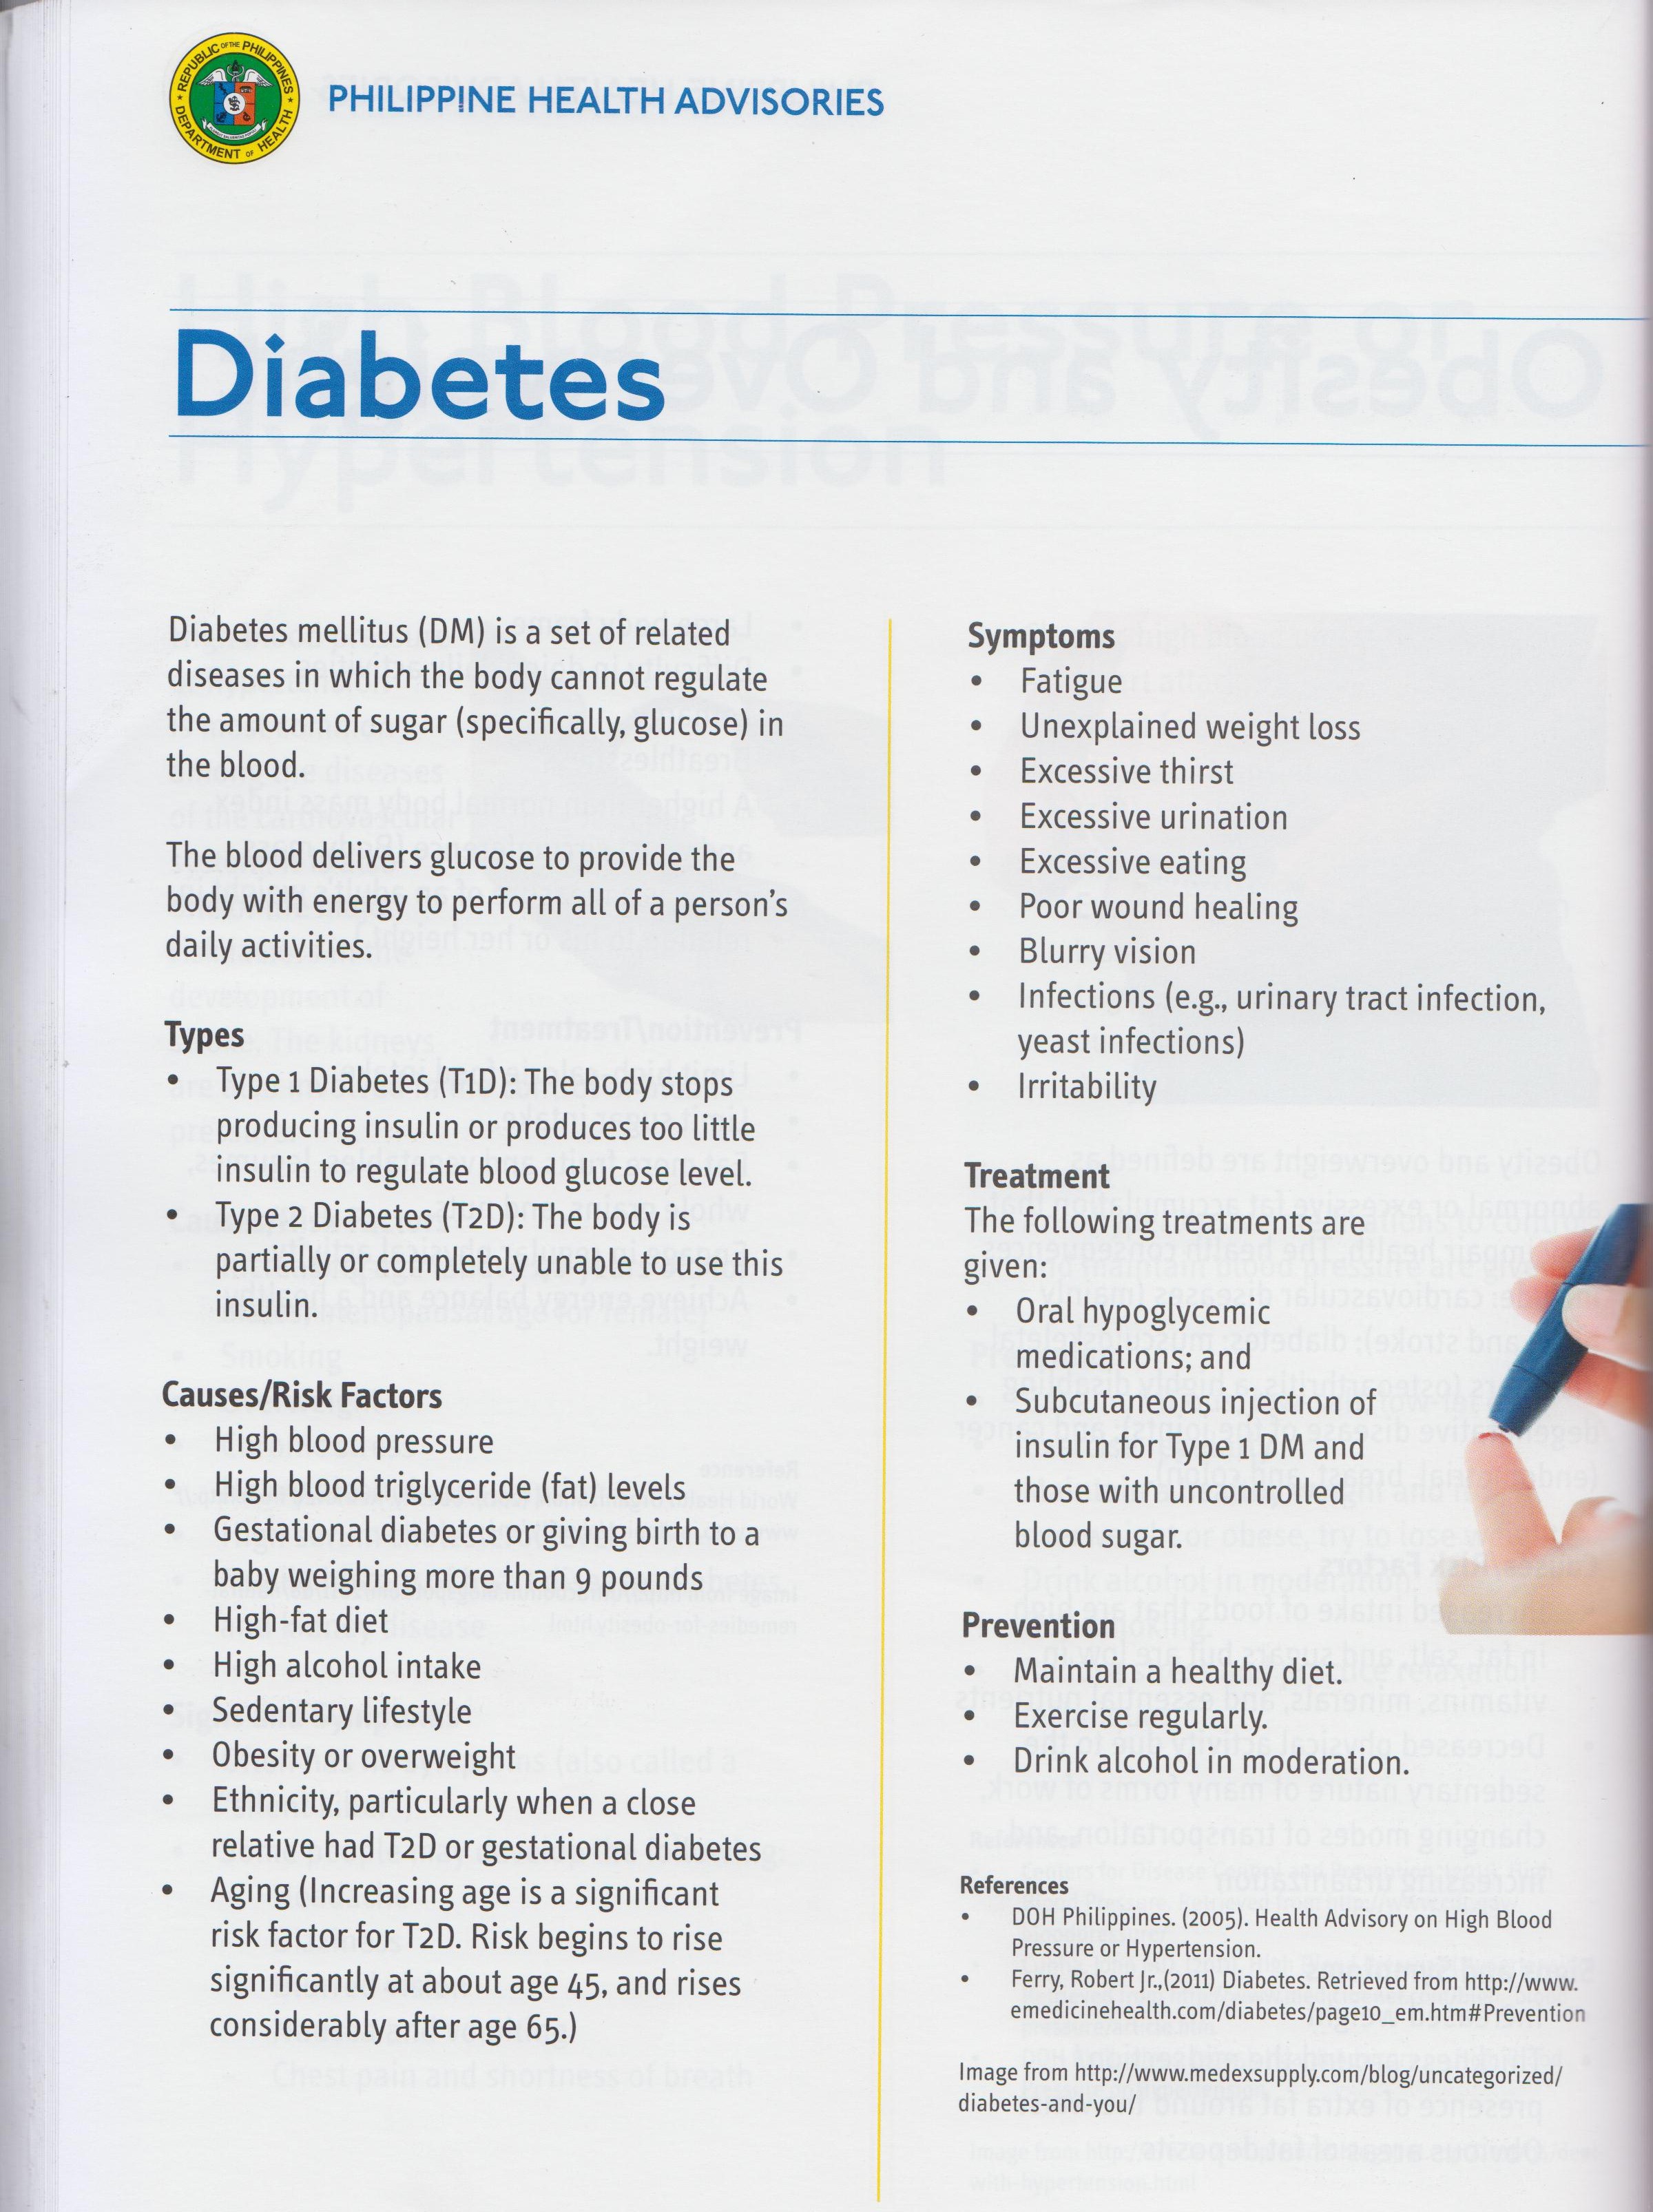 REPUBLIC OF THE PHILIPPINES
DEPARTMENT OF HEALTH
PHILIPPINE HEALTH ADVISORIES
Diabetes
Diabetes mellitus (DM) is a set of related
diseases in which the body cannot regulate
the amount of sugar (specifically, glucose) in
the blood.
The blood delivers glucose to provide the
body with energy to perform all of a person's
daily activities.
Types
• Type 1 Diabetes (T1D): The body stops
producing insulin or produces too little
insulin to regulate blood glucose level.
• Type 2 Diabetes (T2D): The body is
partially or completely unable to use this
insulin.
Causes/Risk Factors
• High blood pressure
• High blood triglyceride (fat) levels
• Gestational diabetes or giving birth to a
baby weighing more than 9 pounds
• High-fat diet
• High alcohol intake
• Sedentary lifestyle
• Obesity or overweight
• Ethnicity, particularly when a close
relative had T2D or gestational diabetes
• Aging (Increasing age is a significant
risk factor for T2D. Risk begins to rise
significantly at about age 45, and rises
considerably after age 65.)
Symptoms
• Fatigue
• Unexplained weight loss
• Excessive thirst
• Excessive urination
• Excessive eating
• Poor wound healing
• Blurry vision
• Infections (e.g., urinary tract infection,
yeast infections)
• Irritability
Treatment
The following treatments are
given:
• Oral hypoglycemic
medications; and
• Subcutaneous injection of
insulin for Type 1 DM and
those with uncontrolled
blood sugar.
Prevention
• Maintain a healthy diet.
• Exercise regularly.
• Drink alcohol in moderation.
References
• DOH Philippines. (2005). Health Advisory on High Blood
Pressure or Hypertension.
• Ferry, Robert Jr.,(2011) Diabetes. Retrieved from http://www.
emedicinehealth.com/diabetes/page10_em.htm#Prevention
Image from http://www.medexsupply.com/blog/uncategorized/
diabetes-and-you/